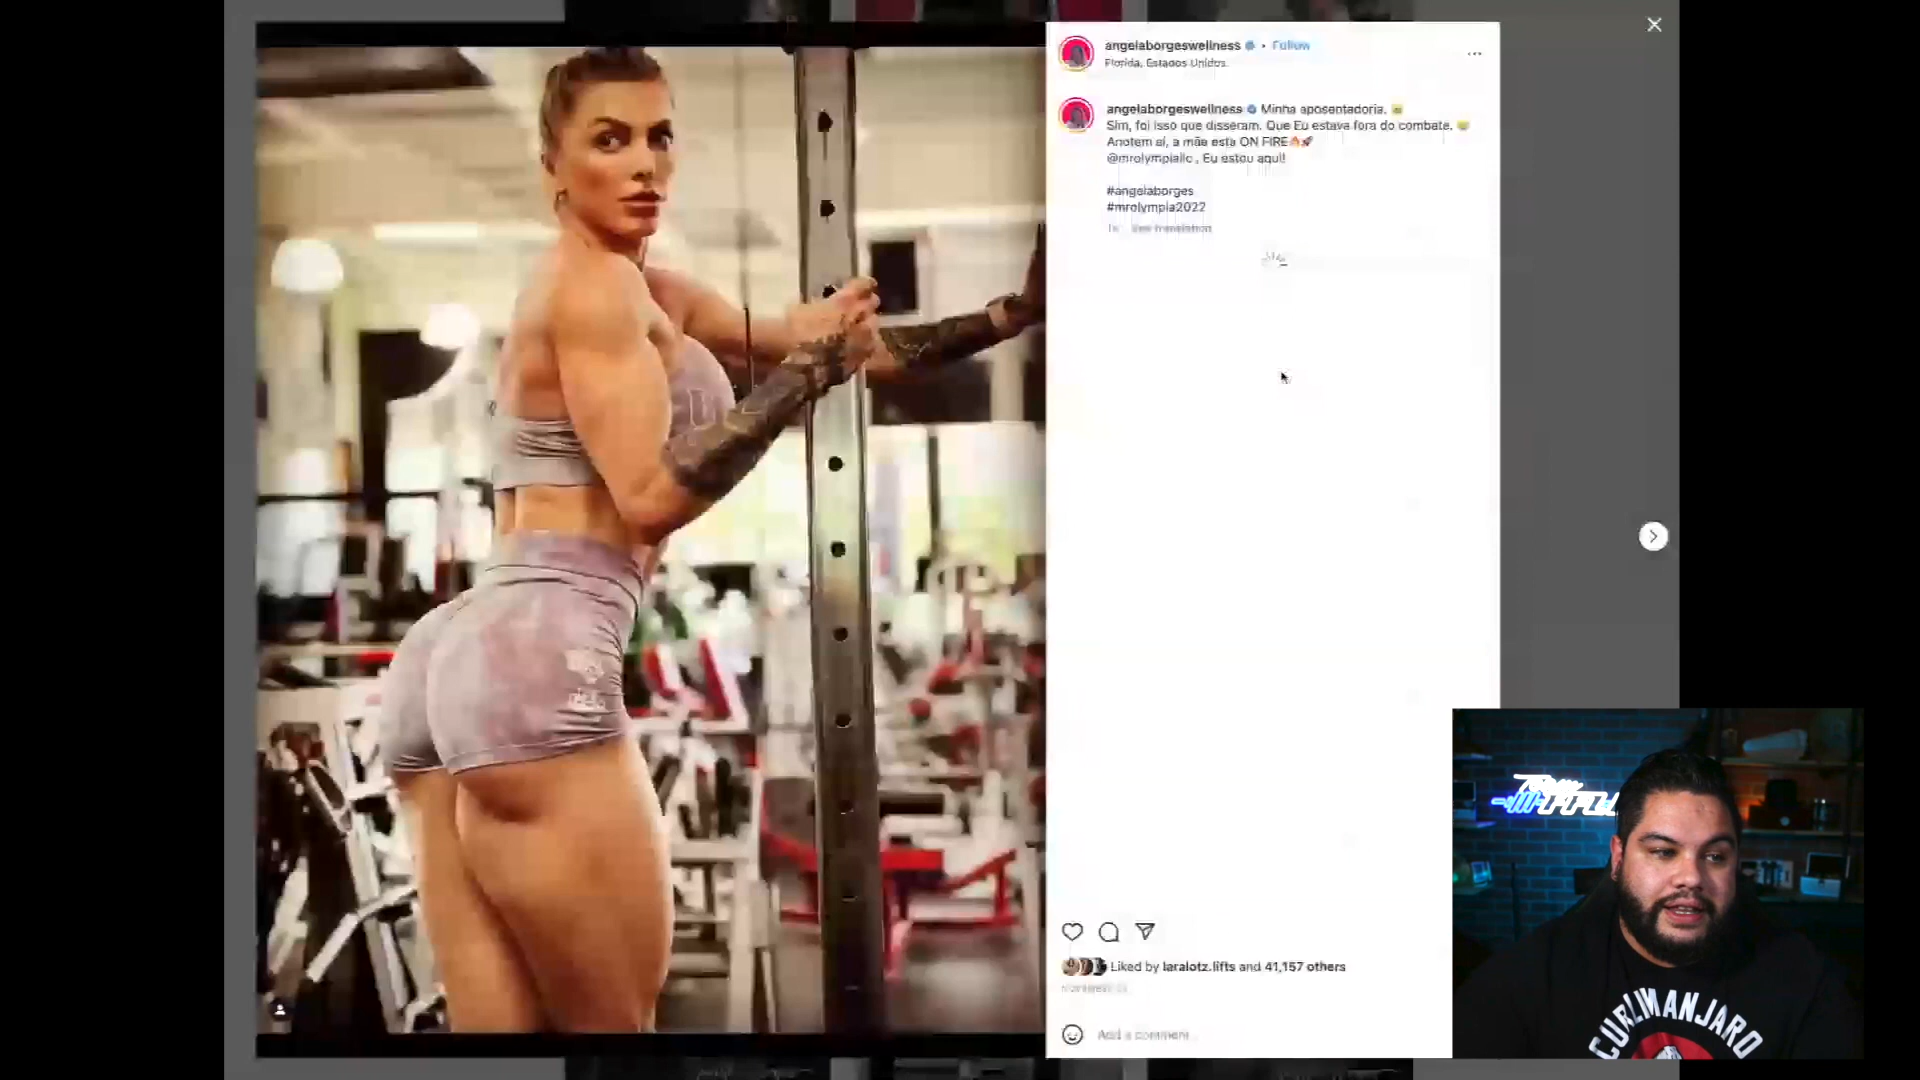 angelaborgeswellness • Follow
Florida, Estados Unidos
angelaborgeswellness Minha aposentadoria. 😅
Sim, foi isso que disseram. Que Eu estava fora do combate. 😅
Anotem aí, a mãe esta ON FIRE🔥🚀
@mrolympiallc , Eu estou aqui!
#angelaborges
#mrolympia2022
See translation
Liked by laralotz.lifts and 41,157 others
Add a comment...
CURLIMANJARO